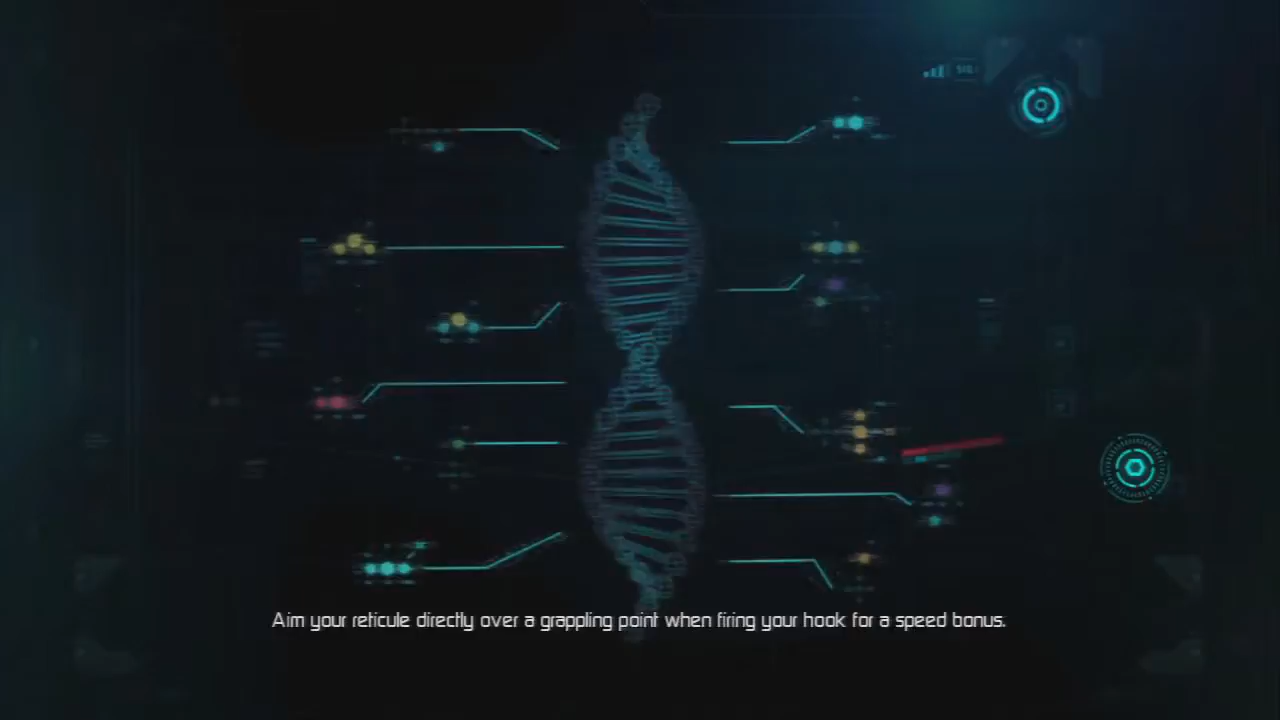 Aim your reticule directly over a grappling point when firing your hook for a speed bonus.